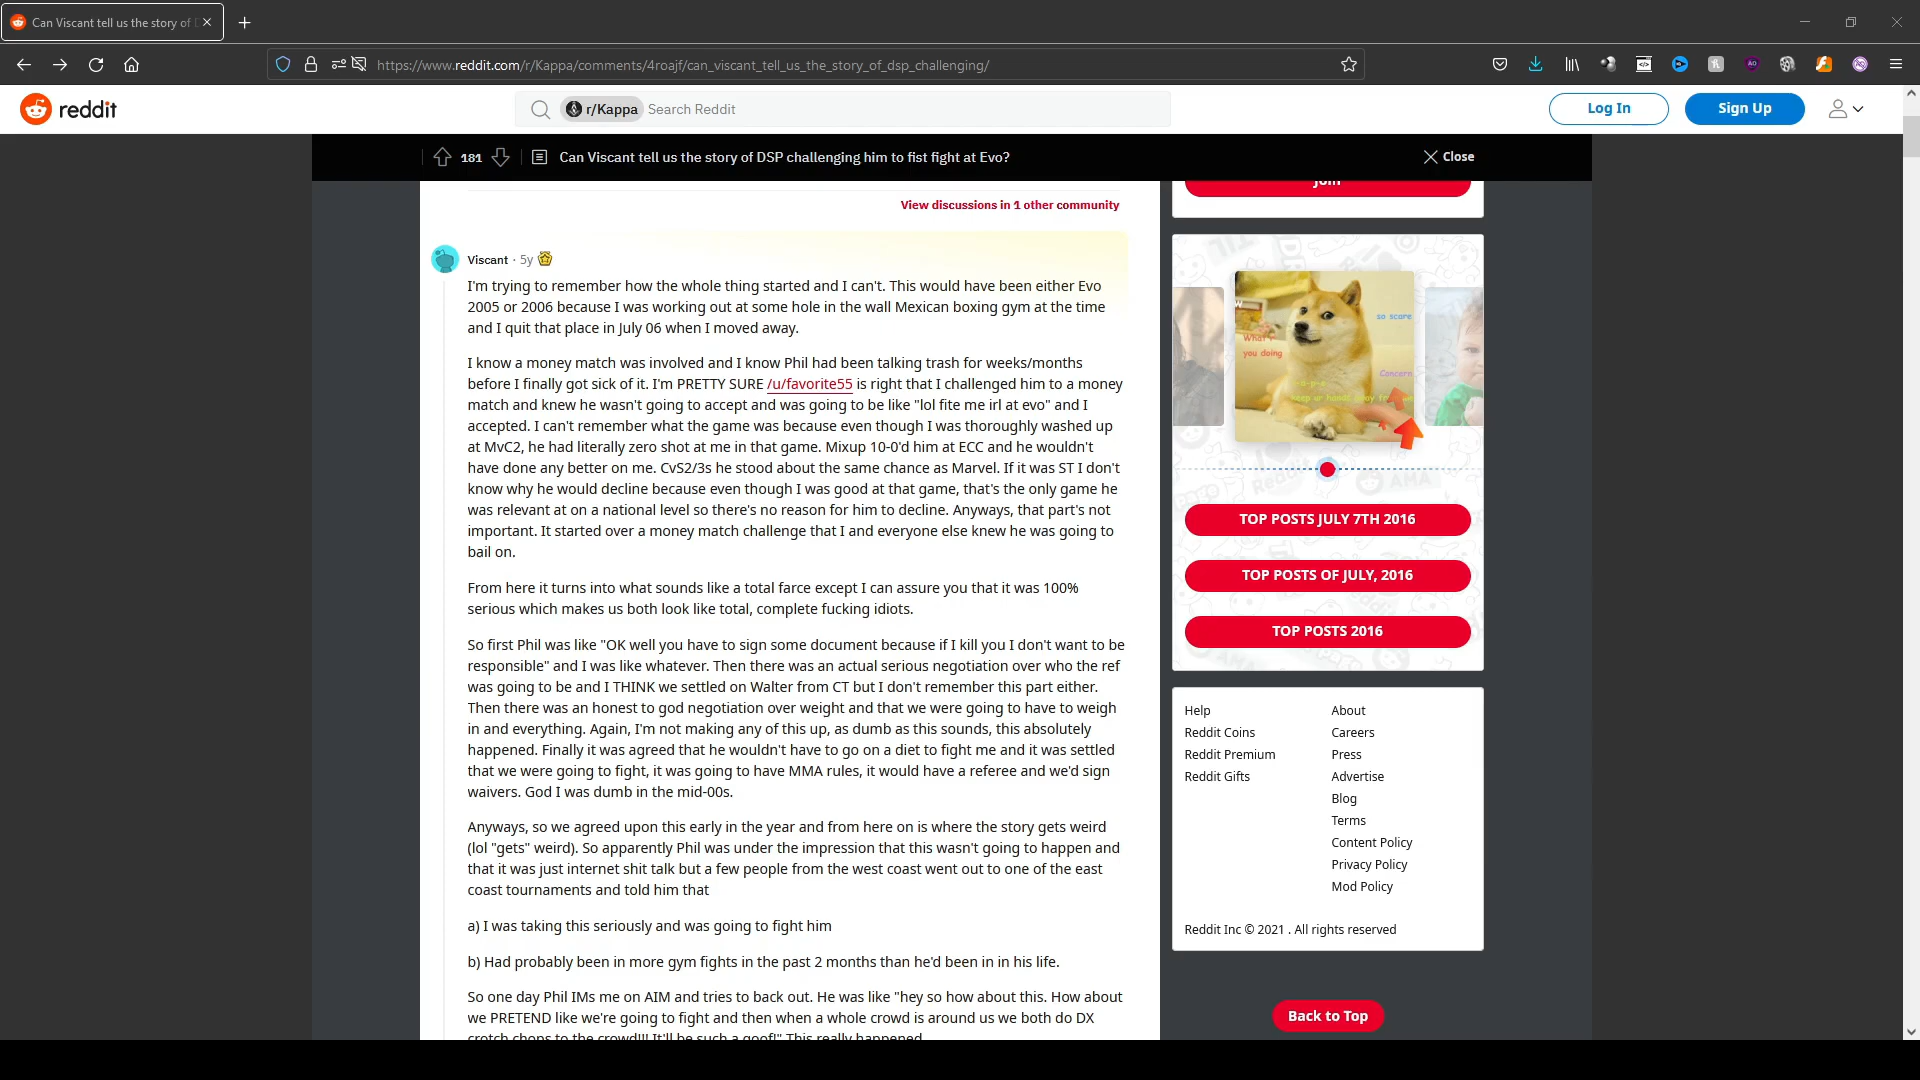 Can Viscant tell us the story of
https://www.reddit.com/r/Kappa/comments/4roajf/can_viscant_tell_us_the_story_of_dsp_challenging/
reddit
r/Kappa Search Reddit
Log In
Sign Up
181
Can Viscant tell us the story of DSP challenging him to fist fight at Evo?
Close
Join
View discussions in 1 other community
Viscant · 5y
I'm trying to remember how the whole thing started and I can't. This would have been either Evo
2005 or 2006 because I was working out at some hole in the wall Mexican boxing gym at the time
and I quit that place in July 06 when I moved away.
I know a money match was involved and I know Phil had been talking trash for weeks/months
before I finally got sick of it. I'm PRETTY SURE /u/favorite55 is right that I challenged him to a money
match and knew he wasn't going to accept and was going to be like "lol fite me irl at evo" and I
accepted. I can't remember what the game was because even though I was thoroughly washed up
at MvC2, he had literally zero shot at me in that game. Mixup 10-0'd him at ECC and he wouldn't
have done any better on me. CvS2/3s he stood about the same chance as Marvel. If it was ST I don't
know why he would decline because even though I was good at that game, that's the only game he
was relevant at on a national level so there's no reason for him to decline. Anyways, that part's not
important. It started over a money match challenge that I and everyone else knew he was going to
bail on.
From here it turns into what sounds like a total farce except I can assure you that it was 100%
serious which makes us both look like total, complete fucking idiots.
So first Phil was like "OK well you have to sign some document because if I kill you I don't want to be
responsible" and I was like whatever. Then there was an actual serious negotiation over who the ref
was going to be and I THINK we settled on Walter from CT but I don't remember this part either.
Then there was an honest to god negotiation over weight and that we were going to have to weigh
in and everything. Again, I'm not making any of this up, as dumb as this sounds, this absolutely
happened. Finally it was agreed that he wouldn't have to go on a diet to fight me and it was settled
that we were going to fight, it was going to have MMA rules, it would have a referee and we'd sign
waivers. God I was dumb in the mid-00s.
Anyways, so we agreed upon this early in the year and from here on is where the story gets weird
(lol "gets" weird). So apparently Phil was under the impression that this wasn't going to happen and
that it was just internet shit talk but a few people from the west coast went out to one of the east
coast tournaments and told him that
a) I was taking this seriously and was going to fight him
b) Had probably been in more gym fights in the past 2 months than he'd been in in his life.
So one day Phil IMs me on AIM and tries to back out. He was like "hey so how about this. How about
we PRETEND like we're going to fight and then when a whole crowd is around us we both do DX
crotch chops to the crowd!!! It'll be such a goof!" This really happened.
so scare
What r
you doing
Concern
TOP POSTS JULY 7TH 2016
TOP POSTS OF JULY, 2016
TOP POSTS 2016
Help
Reddit Coins
Reddit Premium
Reddit Gifts
About
Careers
Press
Advertise
Blog
Terms
Content Policy
Privacy Policy
Mod Policy
Reddit Inc © 2021 . All rights reserved
Back to Top